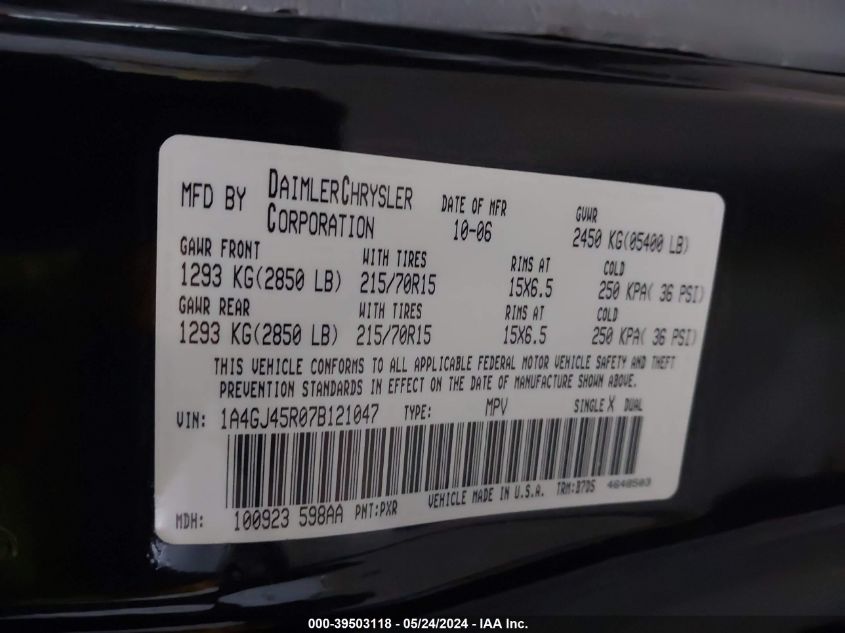 MFD BY DAIMLERCHRYSLER CORPORATION DATE OF MFR 10-06 GVWR 2450 KG(05400 LB)
GAWR FRONT WITH TIRES RIMS AT COLD
1293 KG(2850 LB) 215/70R15 15X6.5 250 KPA( 36 PSI)
GAWR REAR WITH TIRES RIMS AT COLD
1293 KG(2850 LB) 215/70R15 15X6.5 250 KPA( 36 PSI)
THIS VEHICLE CONFORMS TO ALL APPLICABLE FEDERAL MOTOR VEHICLE SAFETY AND THEFT
PREVENTION STANDARDS IN EFFECT ON THE DATE OF MANUFACTURE SHOWN ABOVE.
VIN: 1A4GJ45R07B121047 TYPE: MPV SINGLE X DUAL
MDH: 100923 598AA PNT:PXR VEHICLE MADE IN U.S.A. TRM:B7D5 4648503
000-39503118 - 05/24/2024 - IAA Inc.